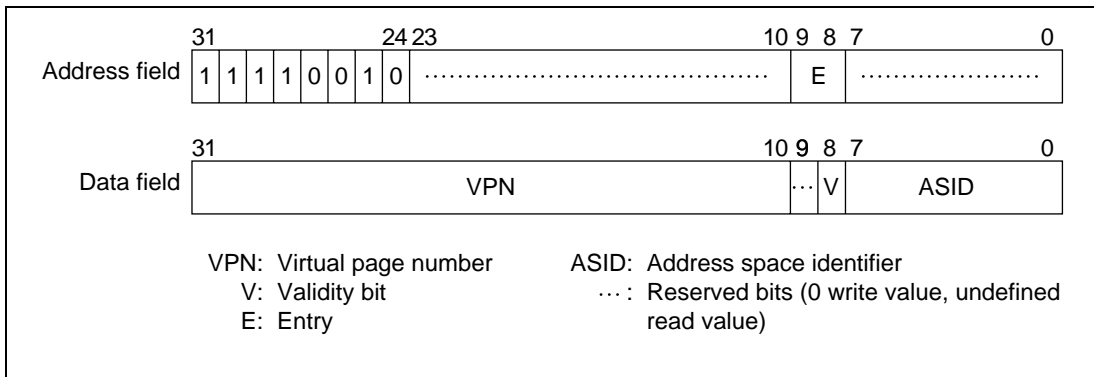 31 24 23 10 9 8 7 0
Address field 1 1 1 1 0 0 1 0 ........................................ E .....................
31 10 9 8 7 0
Data field VPN ... V ASID
VPN: Virtual page number ASID: Address space identifier
V: Validity bit ... : Reserved bits (0 write value, undefined
E: Entry read value)